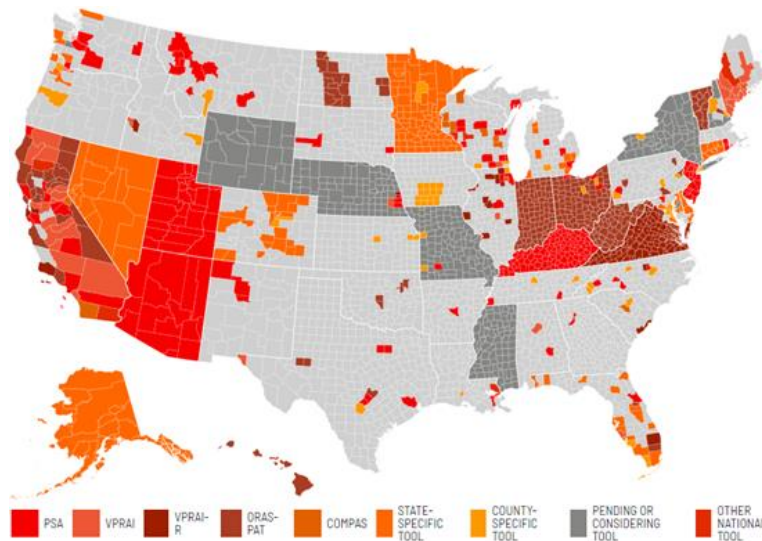 PSA
VPRAI
VPRAI-
R
ORAS-
PAT
COMPAS
STATE-
SPECIFIC
TOOL
COUNTY-
SPECIFIC
TOOL
PENDING OR
CONSIDERING
TOOL
OTHER
NATIONAL
TOOL